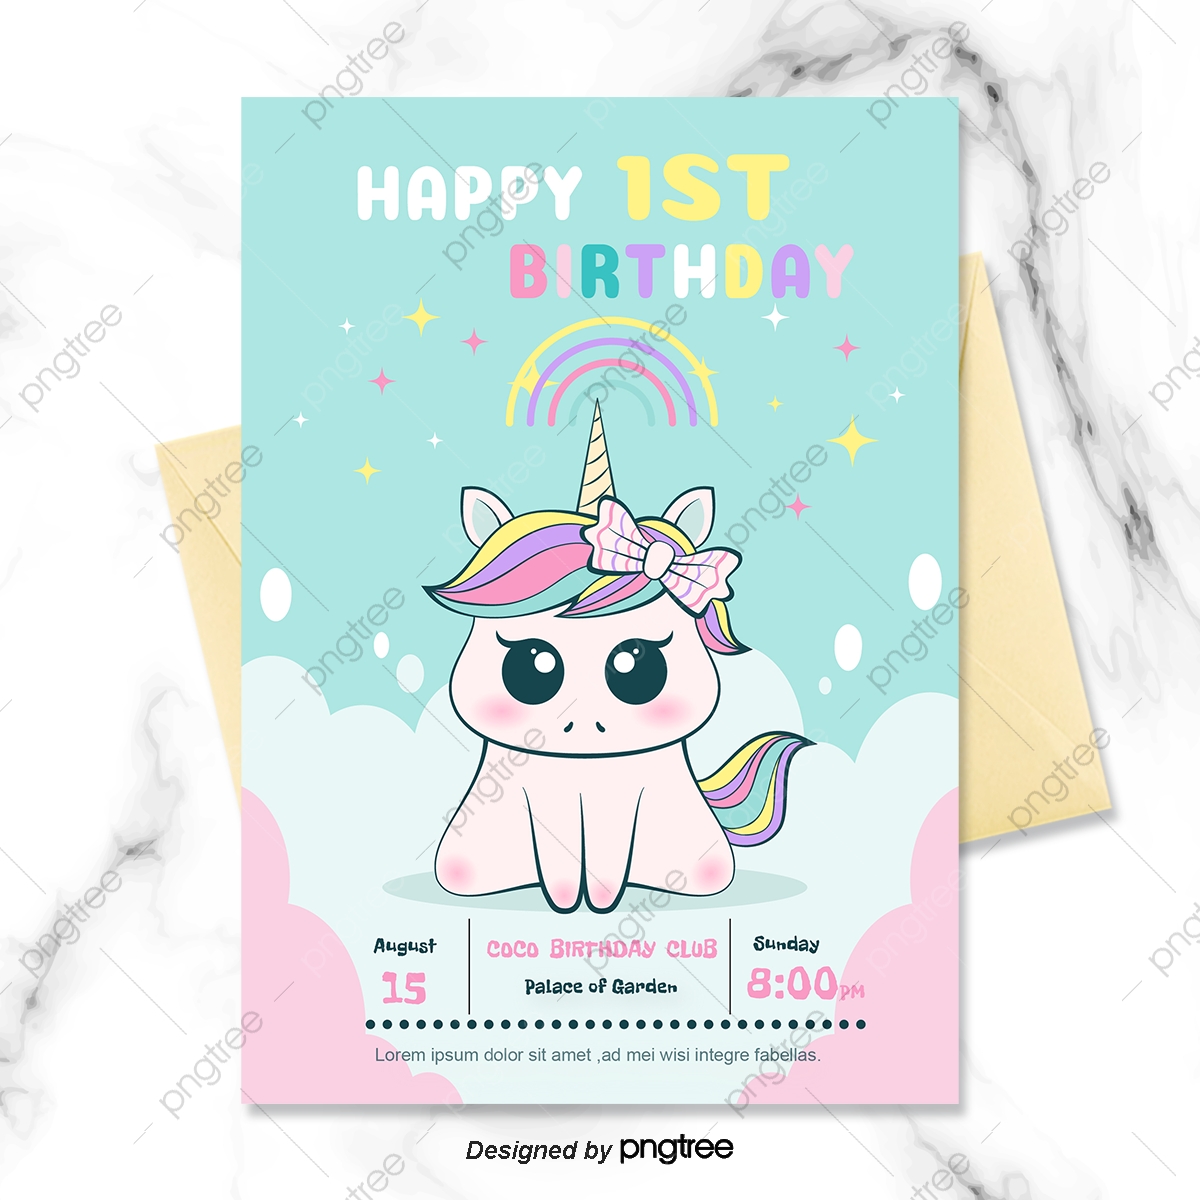 HAPPY 1ST
BIRTHDAY
August
15
COCO BIRTHDAY CLUB
Palace of Garden
Sunday
8:00PM
Lorem ipsum dolor sit amet ,ad mei wisi integre fabellas.
Designed by pngtree
pngtree